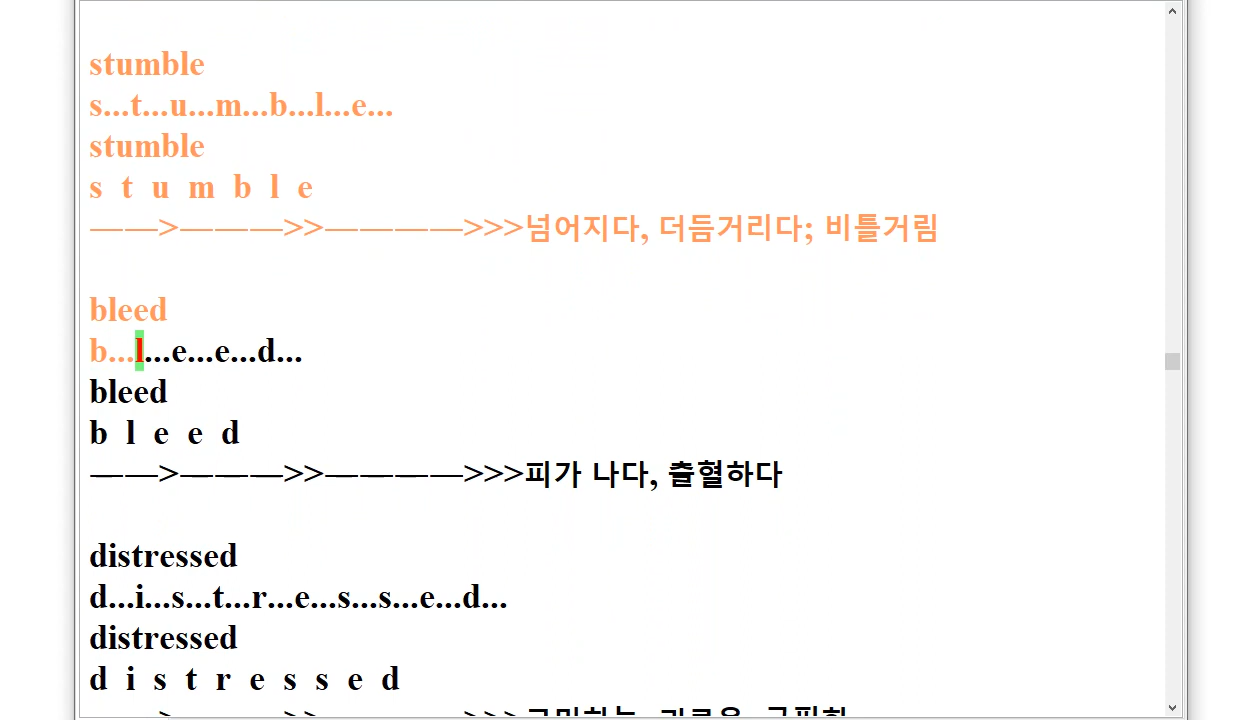 stumble
s...t...u...m...b...l...e...
stumble
s t u m b l e
——>———>>————>>>넘어지다, 더듬거리다; 비틀거림
bleed
b...l...e...e...d...
bleed
b l e e d
——>———>>————>>>피가 나다, 출혈하다
distressed
d...i...s...t...r...e...s...s...e...d...
distressed
d i s t r e s s e d